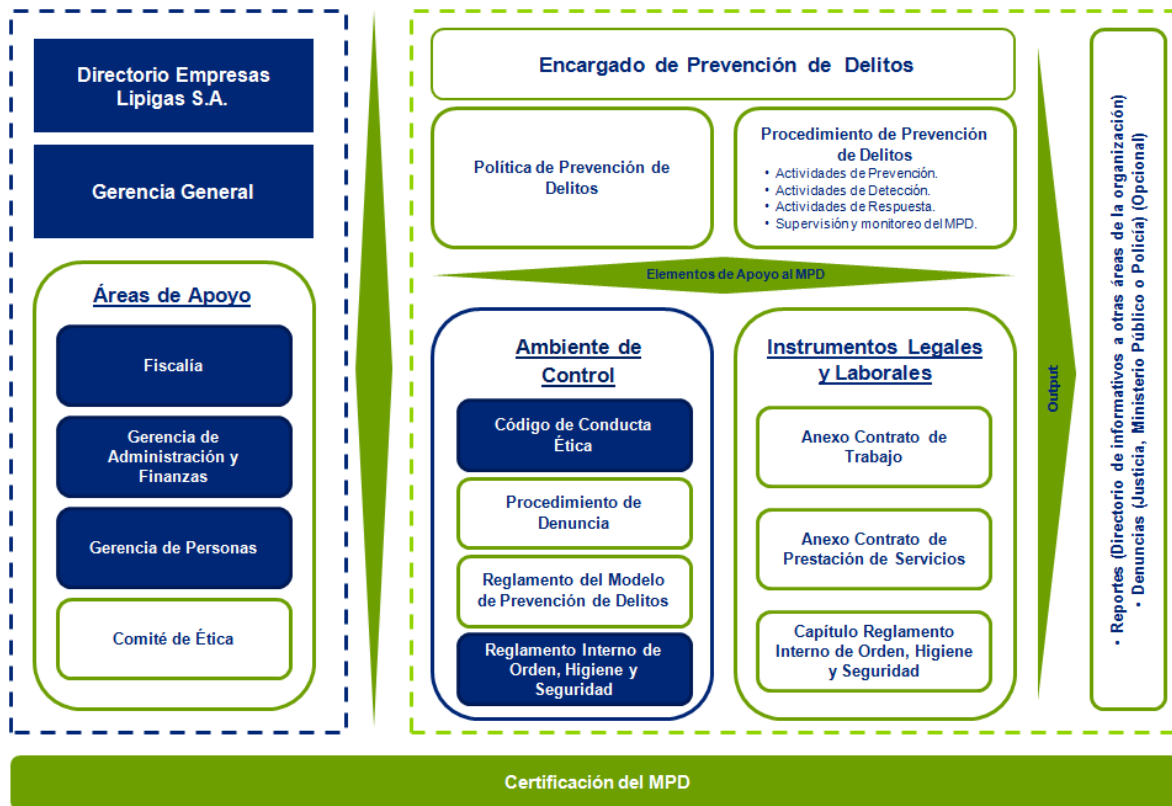 Directorio Empresas
Lipigas S.A.
Gerencia General
Áreas de Apoyo
Fiscalía
Gerencia de
Administración y
Finanzas
Gerencia de Personas
Comité de Ética
Encargado de Prevención de Delitos
Política de Prevención de
Delitos
Procedimiento de Prevención
de Delitos
• Actividades de Prevención.
• Actividades de Detección.
• Actividades de Respuesta.
• Supervisión y monitoreo del MPD.
Elementos de Apoyo al MPD
Ambiente de
Control
Código de Conducta
Ética
Procedimiento de
Denuncia
Reglamento del Modelo
de Prevención de Delitos
Reglamento Interno de
Orden, Higiene y
Seguridad
Instrumentos Legales
y Laborales
Anexo Contrato de
Trabajo
Anexo Contrato de
Prestación de Servicios
Capítulo Reglamento
Interno de Orden, Higiene
y Seguridad
Output
• Reportes (Directorio de informativos a otras áreas de la organización)
• Denuncias (Justicia, Ministerio Público o Policía) (Opcional)
Certificación del MPD